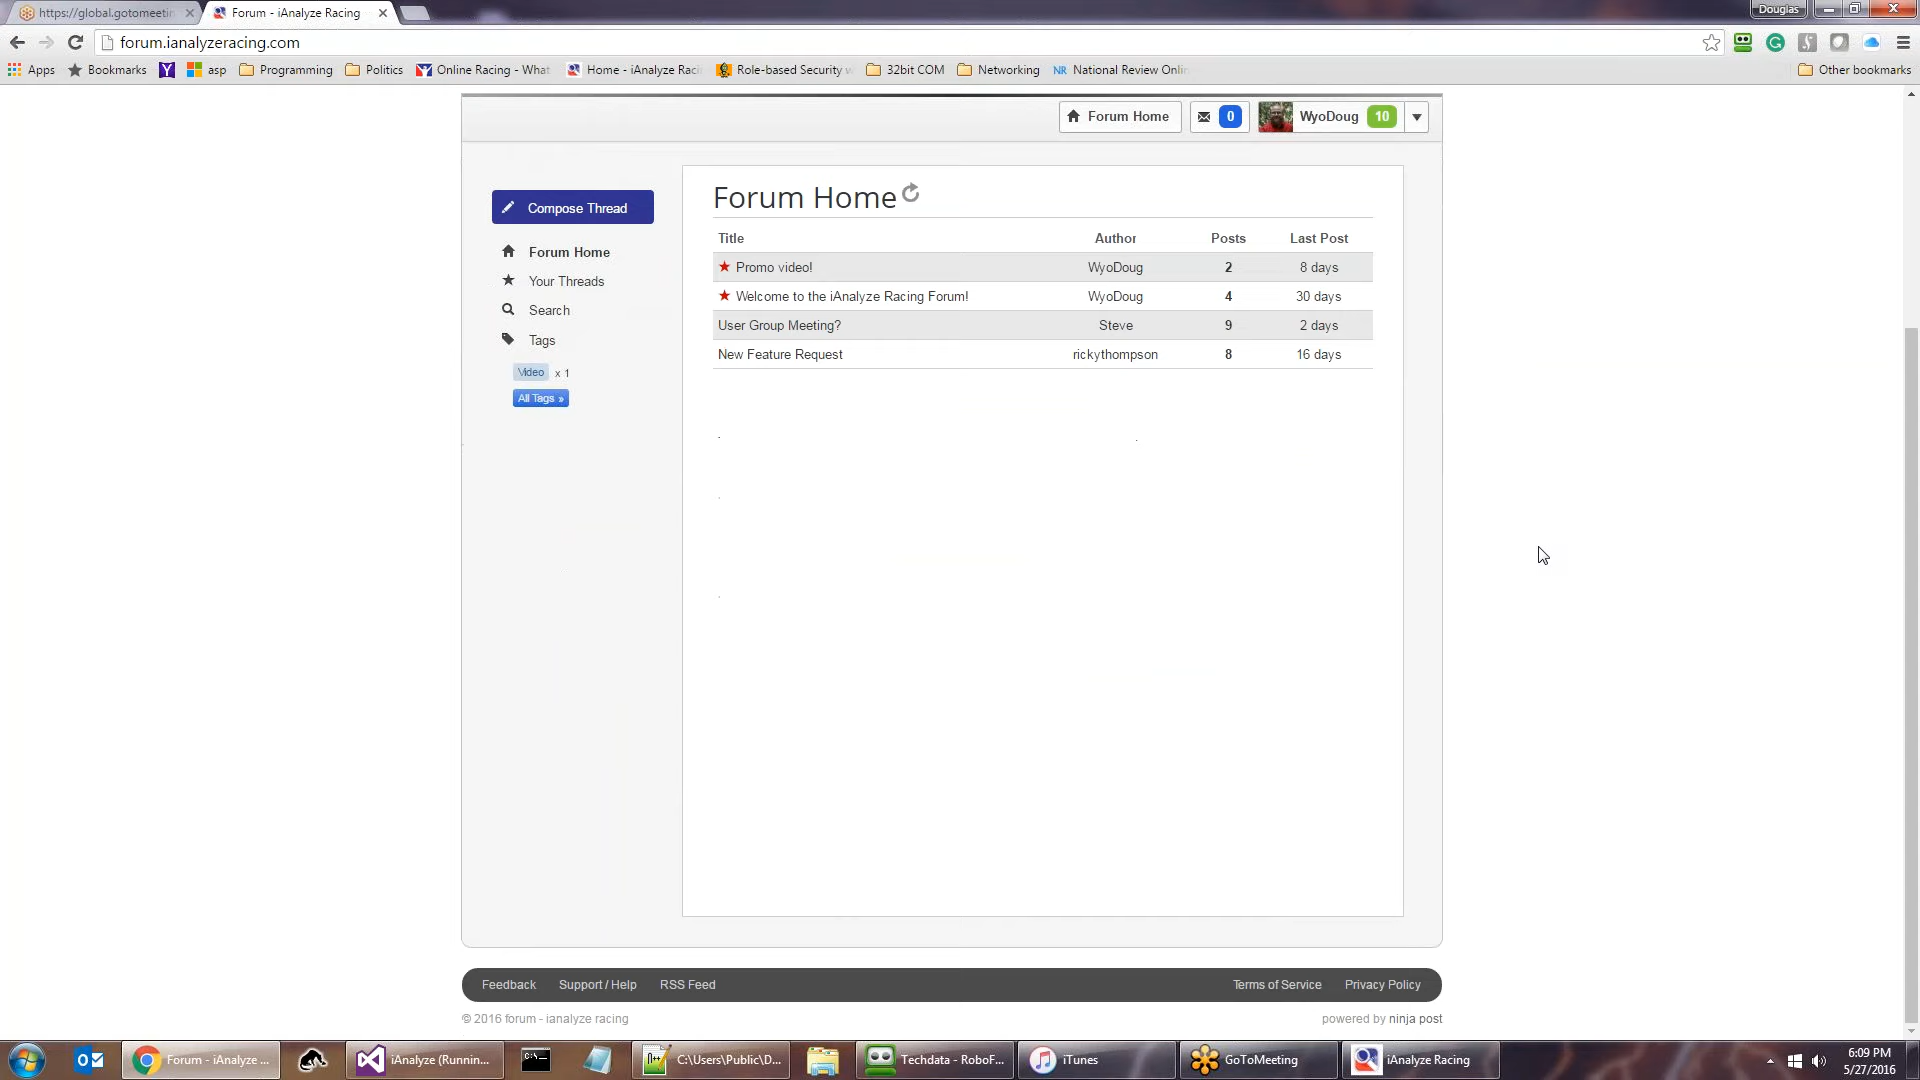 https://global.gotomeetin
Forum - iAnalyze Racing
Douglas
forum.ianalyzeracing.com
Apps Bookmarks asp Programming Politics Online Racing - What Home - iAnalyze Raci Role-based Security 32bit COM Networking NR National Review Onli Other bookmarks
Forum Home 0 WyoDoug 10
Compose Thread
Forum Home
Your Threads
Search
Tags
Video x 1
All Tags »
Forum Home
Title Author Posts Last Post
Promo video! WyoDoug 2 8 days
Welcome to the iAnalyze Racing Forum! WyoDoug 4 30 days
User Group Meeting? Steve 9 2 days
New Feature Request rickythompson 8 16 days
Feedback Support / Help RSS Feed Terms of Service Privacy Policy
© 2016 forum - ianalyze racing powered by ninja post
Forum - iAnalyze ... iAnalyze (Runnin... C:\Users\Public\D... Techdata - RoboF... iTunes GoToMeeting iAnalyze Racing
6:09 PM
5/27/2016